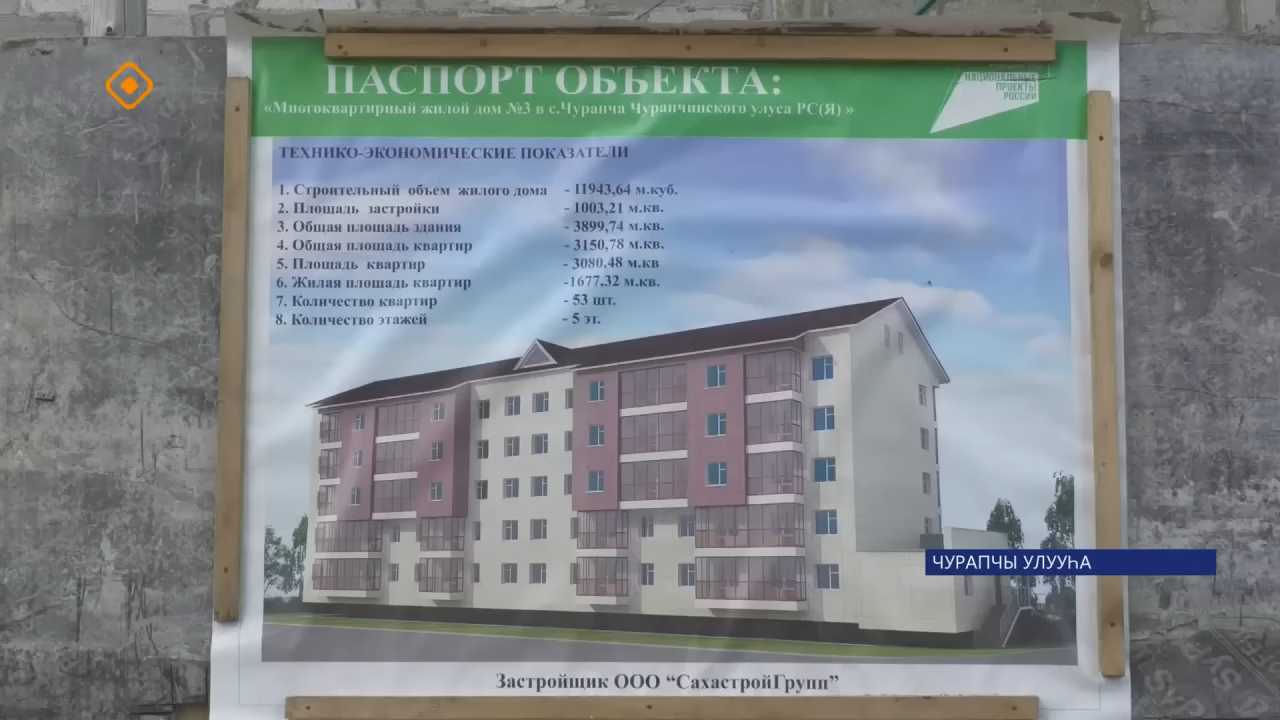 ПАСПОРТ ОБЪЕКТА:
«Многоквартирный жилой дом №3 в с.Чурапча Чурапчинского улуса РС(Я) »
НАЦИОНАЛЬНЫЕ
ПРОЕКТЫ
РОССИИ
ТЕХНИКО-ЭКОНОМИЧЕСКИЕ ПОКАЗАТЕЛИ
1. Строительный объем жилого дома - 11943,64 м.куб.
2. Площадь застройки - 1003,21 м.кв.
3. Общая площадь здания - 3899,74 м.кв.
4. Общая площадь квартир - 3150,78 м.кв.
5. Площадь квартир - 3080,48 м.кв
6. Жилая площадь квартир -1677,32 м.кв.
7. Количество квартир - 53 шт.
8. Количество этажей - 5 эт.
ЧУРАПЧЫ УЛУУҺА
Застройщик ООО “СахастройГрупп”